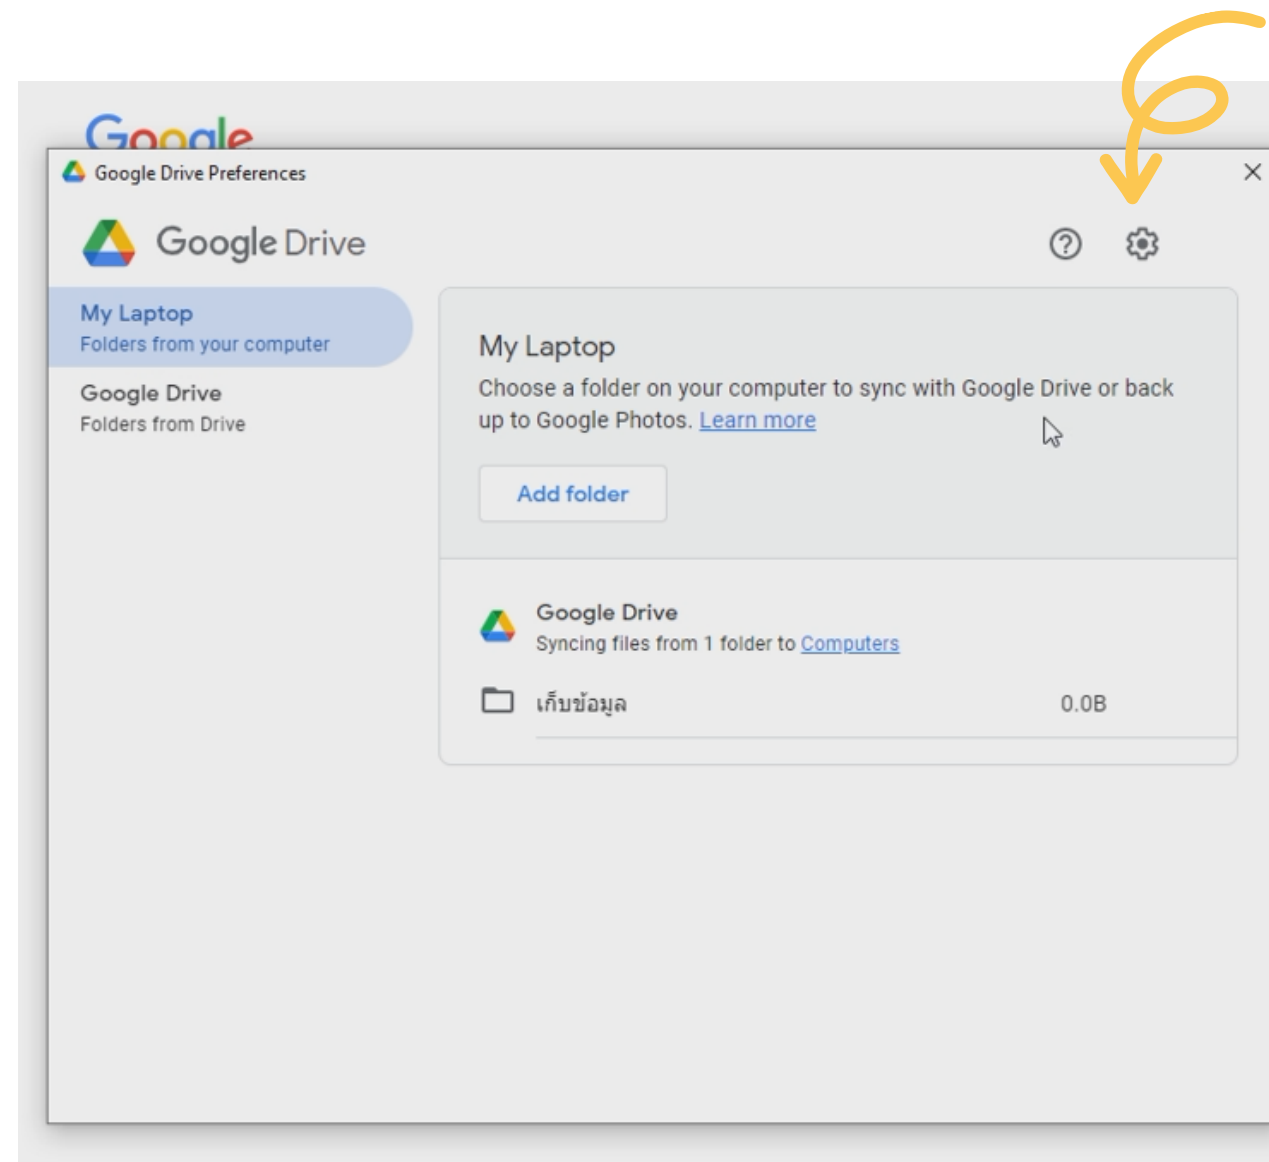 Google
Google Drive Preferences
Google Drive
My Laptop
Folders from your computer
Google Drive
Folders from Drive
My Laptop
Choose a folder on your computer to sync with Google Drive or back
up to Google Photos. Learn more
Add folder
Google Drive
Syncing files from 1 folder to Computers
เก็บข้อมูล 0.0B